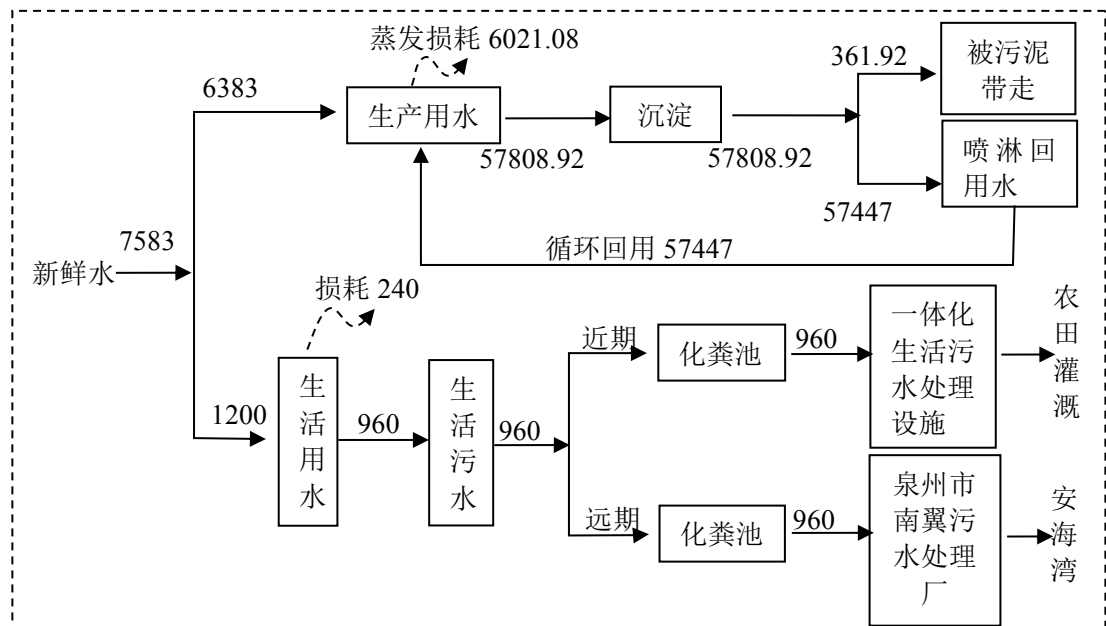 蒸发损耗 6021.08
6383
生产用水
57808.92
沉淀
57808.92
361.92
被污泥
带走
喷淋回
用水
57447
循环回用 57447
新鲜水
7583
损耗 240
1200
生
活
用
水
960
生
活
污
水
960
近期
化粪池
960
一体化
生活污
水处理
设施
农
田
灌
溉
远期
化粪池
960
泉州市
南翼污
水处理
厂
安
海
湾